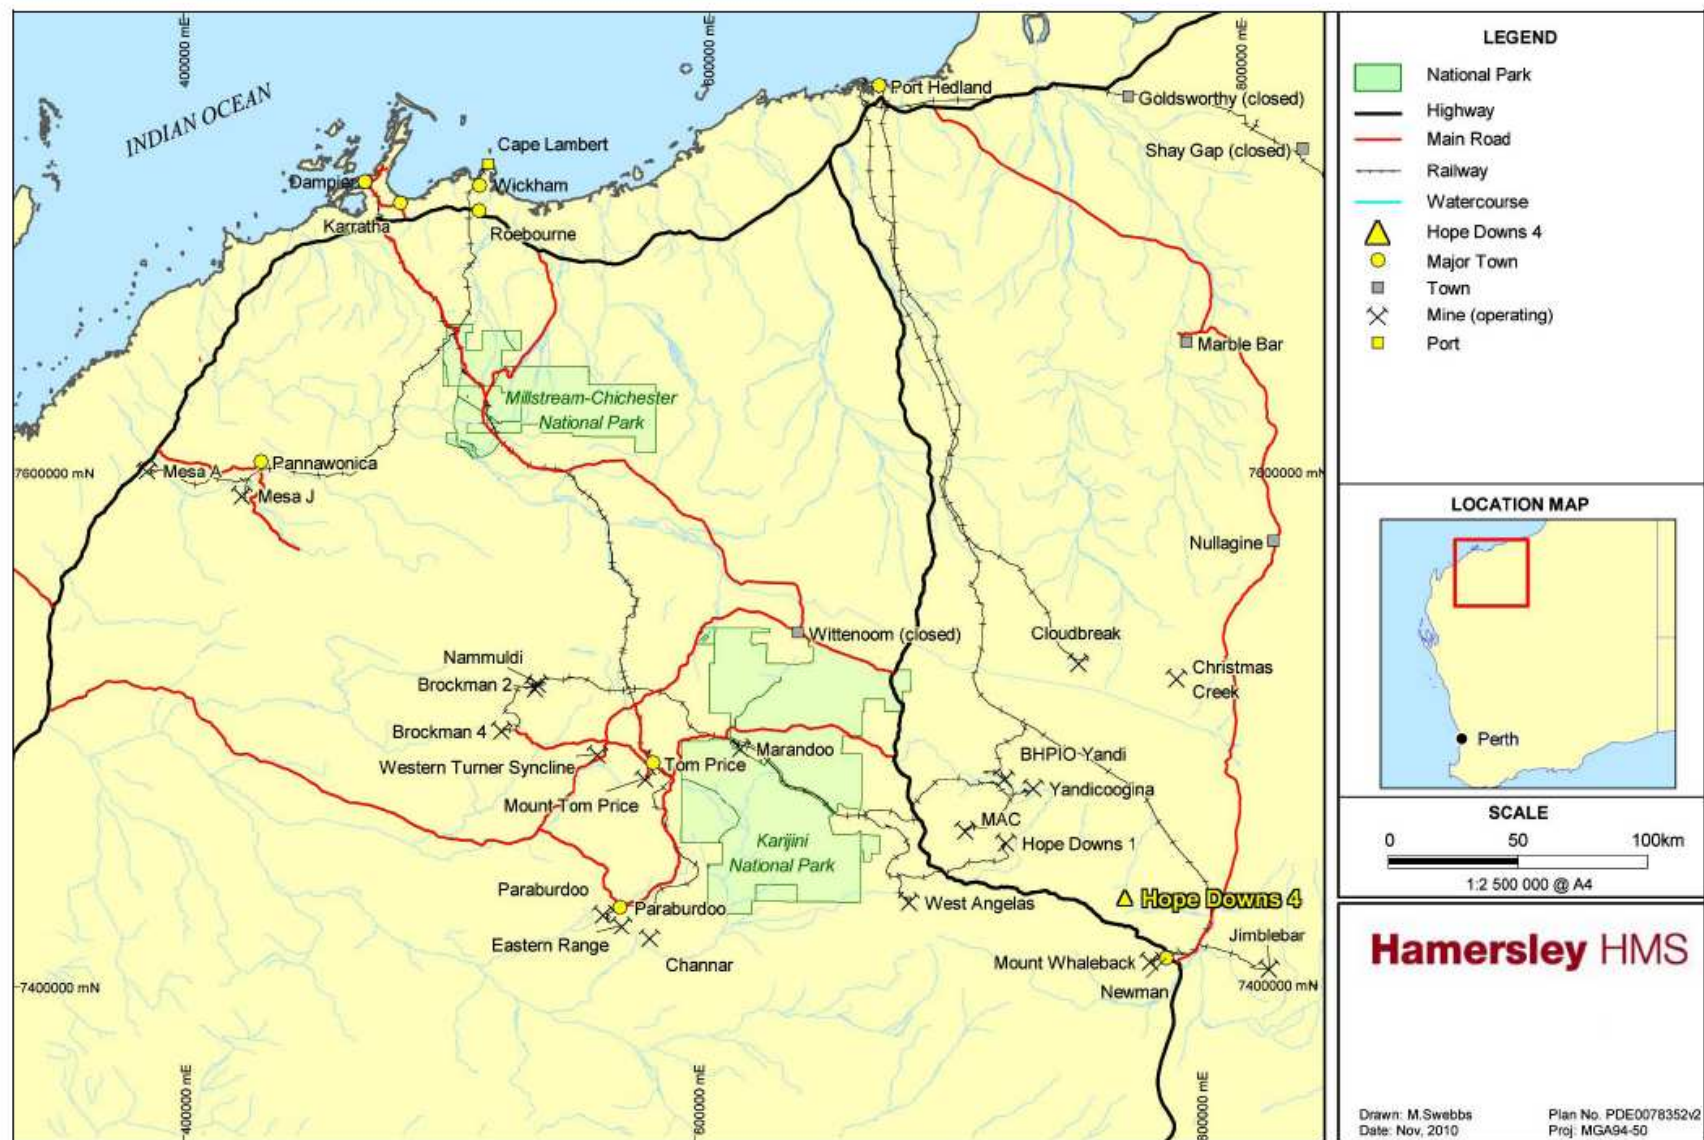 400000 mE
600000 mE
800000 mE
INDIAN OCEAN
Port Hedland
Goldsworthy (closed)
Shay Gap (closed)
Cape Lambert
Dampier
Wickham
Karratha
Roebourne
Marble Bar
Millstream-Chichester
National Park
7600000 mN
Mesa A
Pannawonica
7600000 mN
Mesa J
Nullagine
Wittenoom (closed)
Cloudbreak
Nammuldi
Brockman 2
Christmas
Creek
Brockman 4
Marandoo
BHPIO-Yandi
Western Turner Syncline
Tom Price
Mount Tom Price
Yandicoogina
MAC
Karijini
National Park
Hope Downs 1
Paraburdoo
Paraburdoo
West Angelas
Hope Downs 4
Eastern Range
Channar
Mount Whaleback
Jimblebar
Newman
7400000 mN
7400000 mN
400000 mE
600000 mE
800000 mE
LEGEND
National Park
Highway
Main Road
Railway
Watercourse
Hope Downs 4
Major Town
Town
Mine (operating)
Port
LOCATION MAP
Perth
SCALE
0 50 100km
1:2 500 000 @ A4
Hamersley HMS
Drawn: M.Swebbs
Date: Nov, 2010
Plan No. PDE0078352v2
Proj: MGA94-50